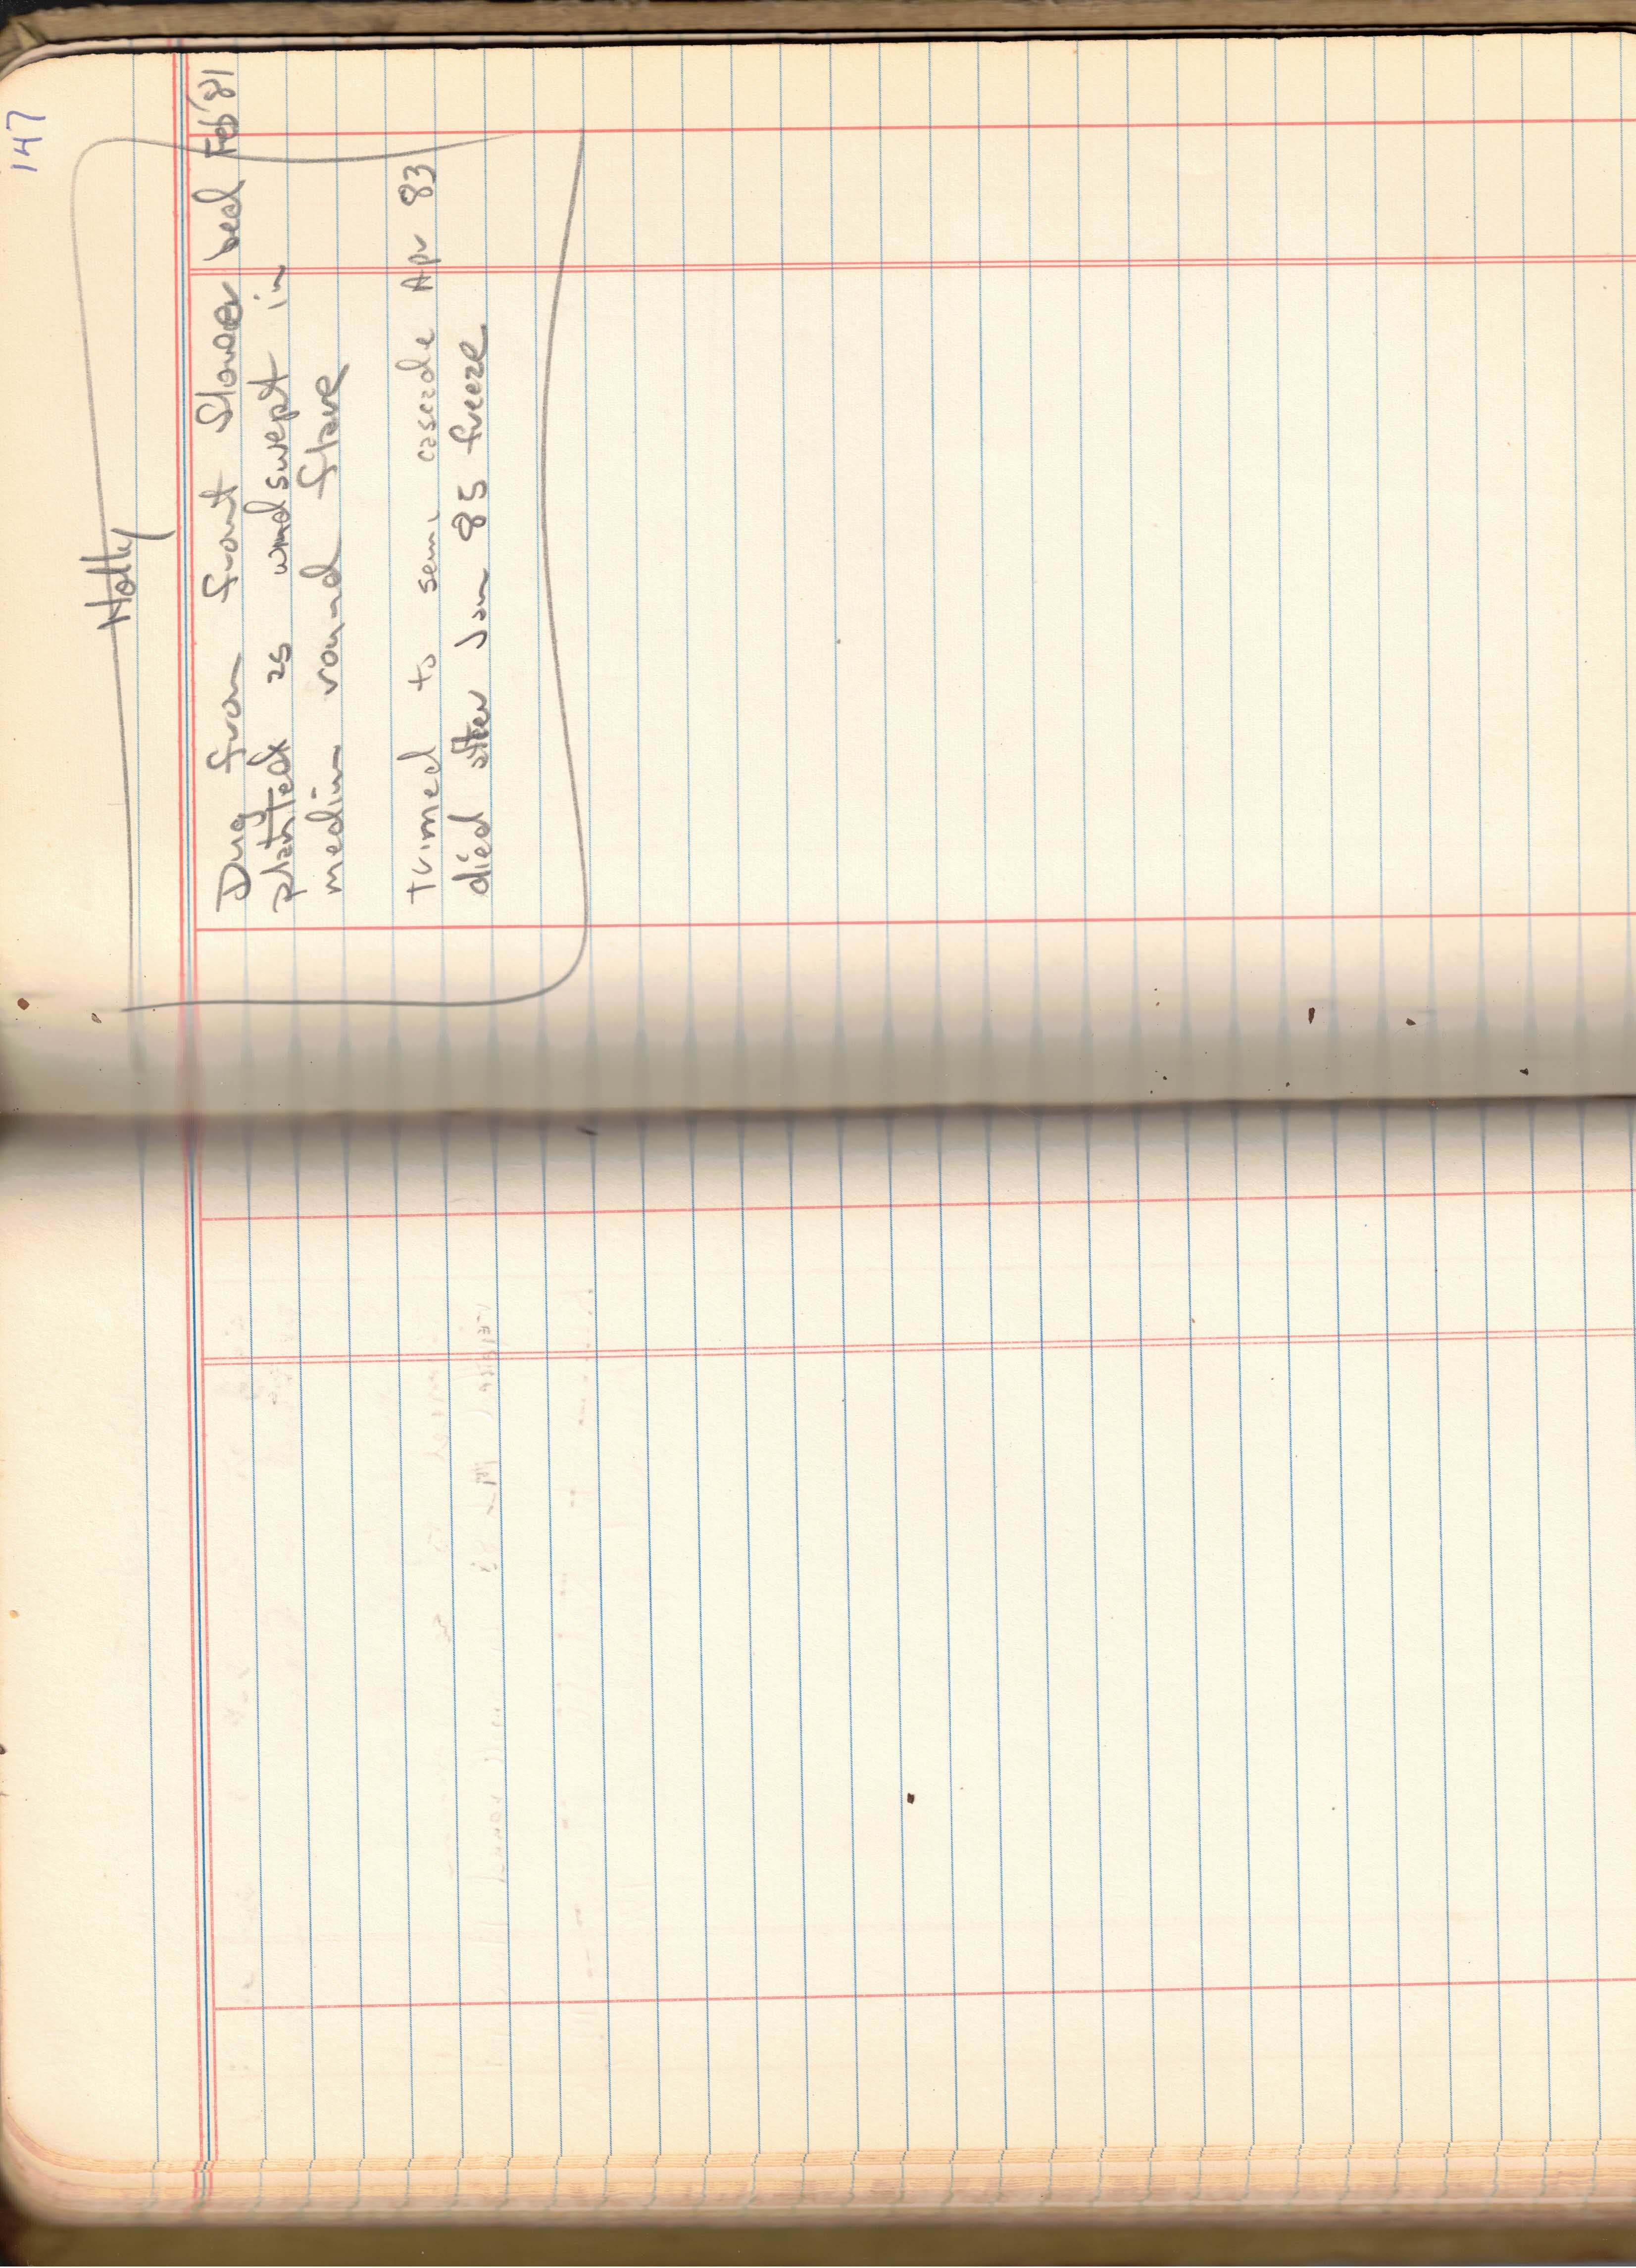 147
Holly
Dug from front flower bed Feb '81
planted as windswept in
medium round flare
trimed to semi cascade Apr 83
died after Jan 85 freeze